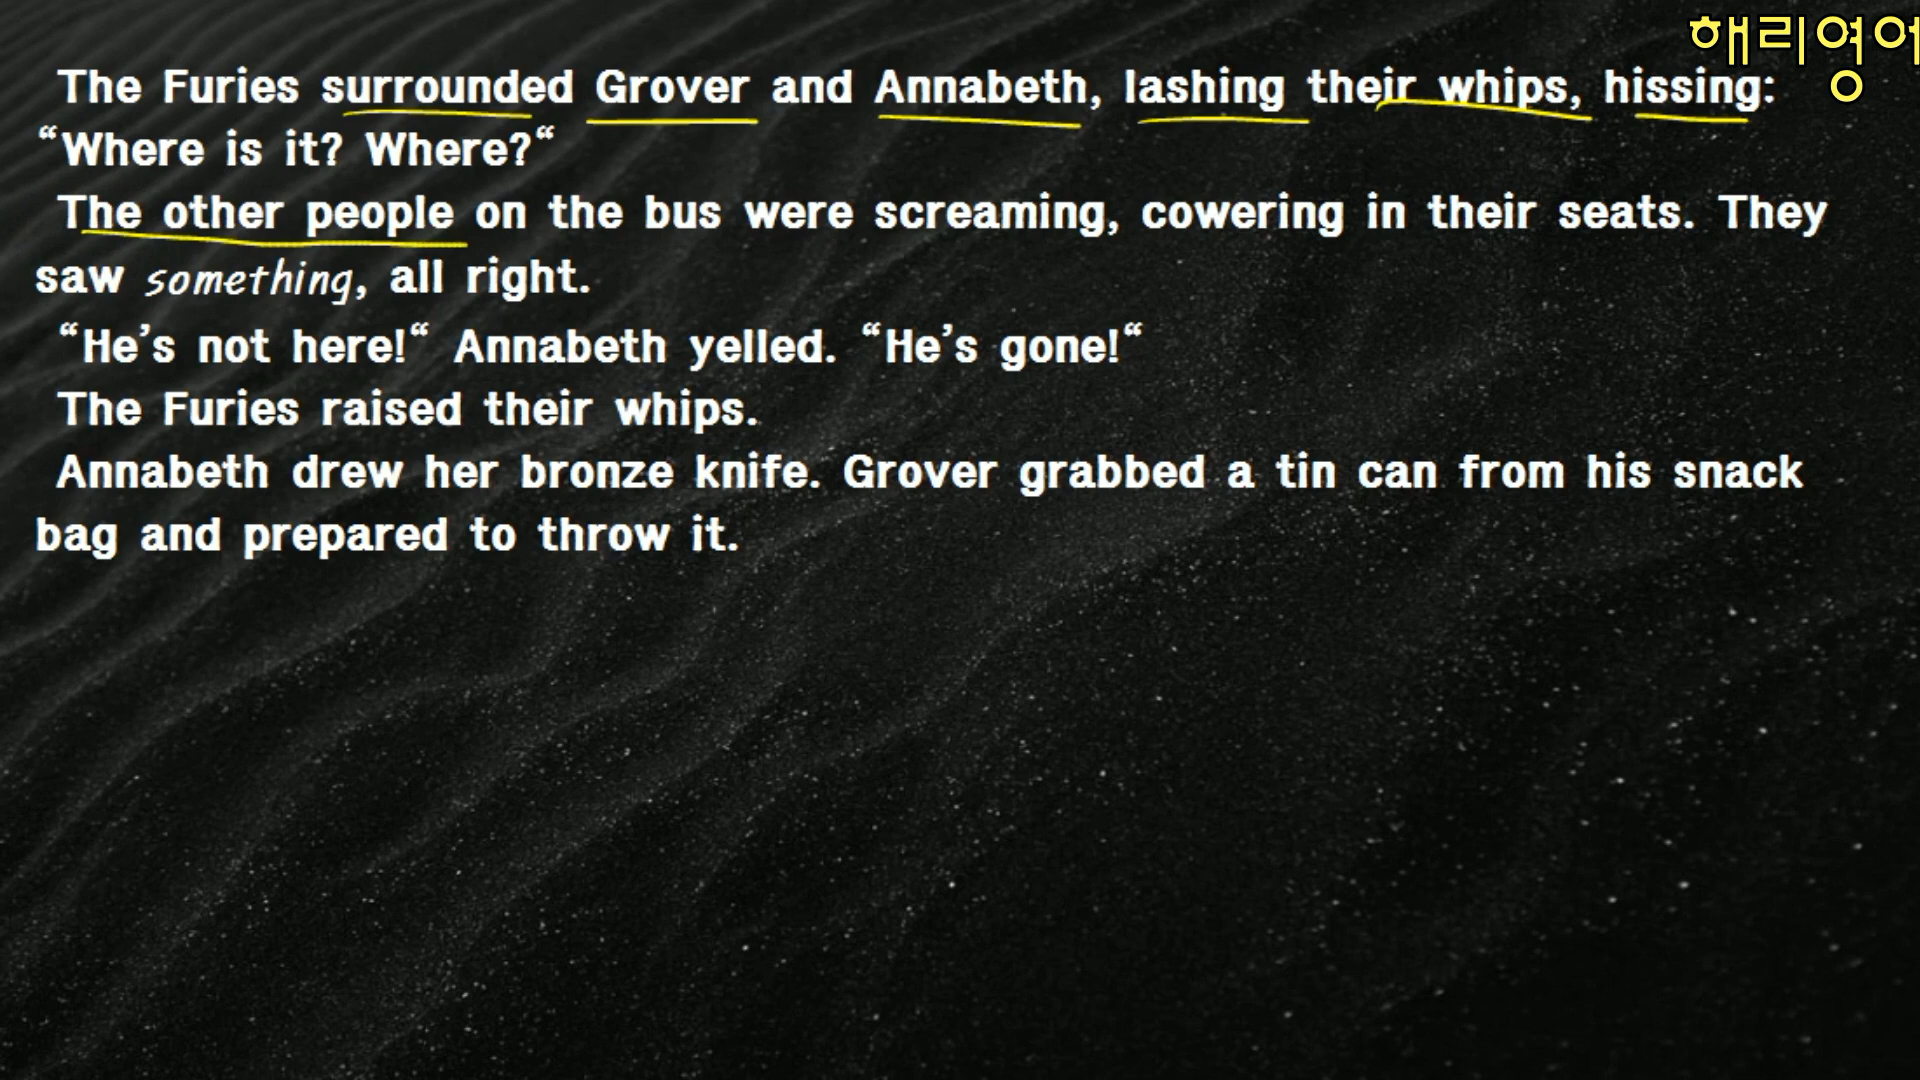 해리영어
The Furies surrounded Grover and Annabeth, lashing their whips, hissing:
“Where is it? Where?“
The other people on the bus were screaming, cowering in their seats. They
saw something, all right.
“He’s not here!“ Annabeth yelled. “He’s gone!“
The Furies raised their whips.
Annabeth drew her bronze knife. Grover grabbed a tin can from his snack
bag and prepared to throw it.